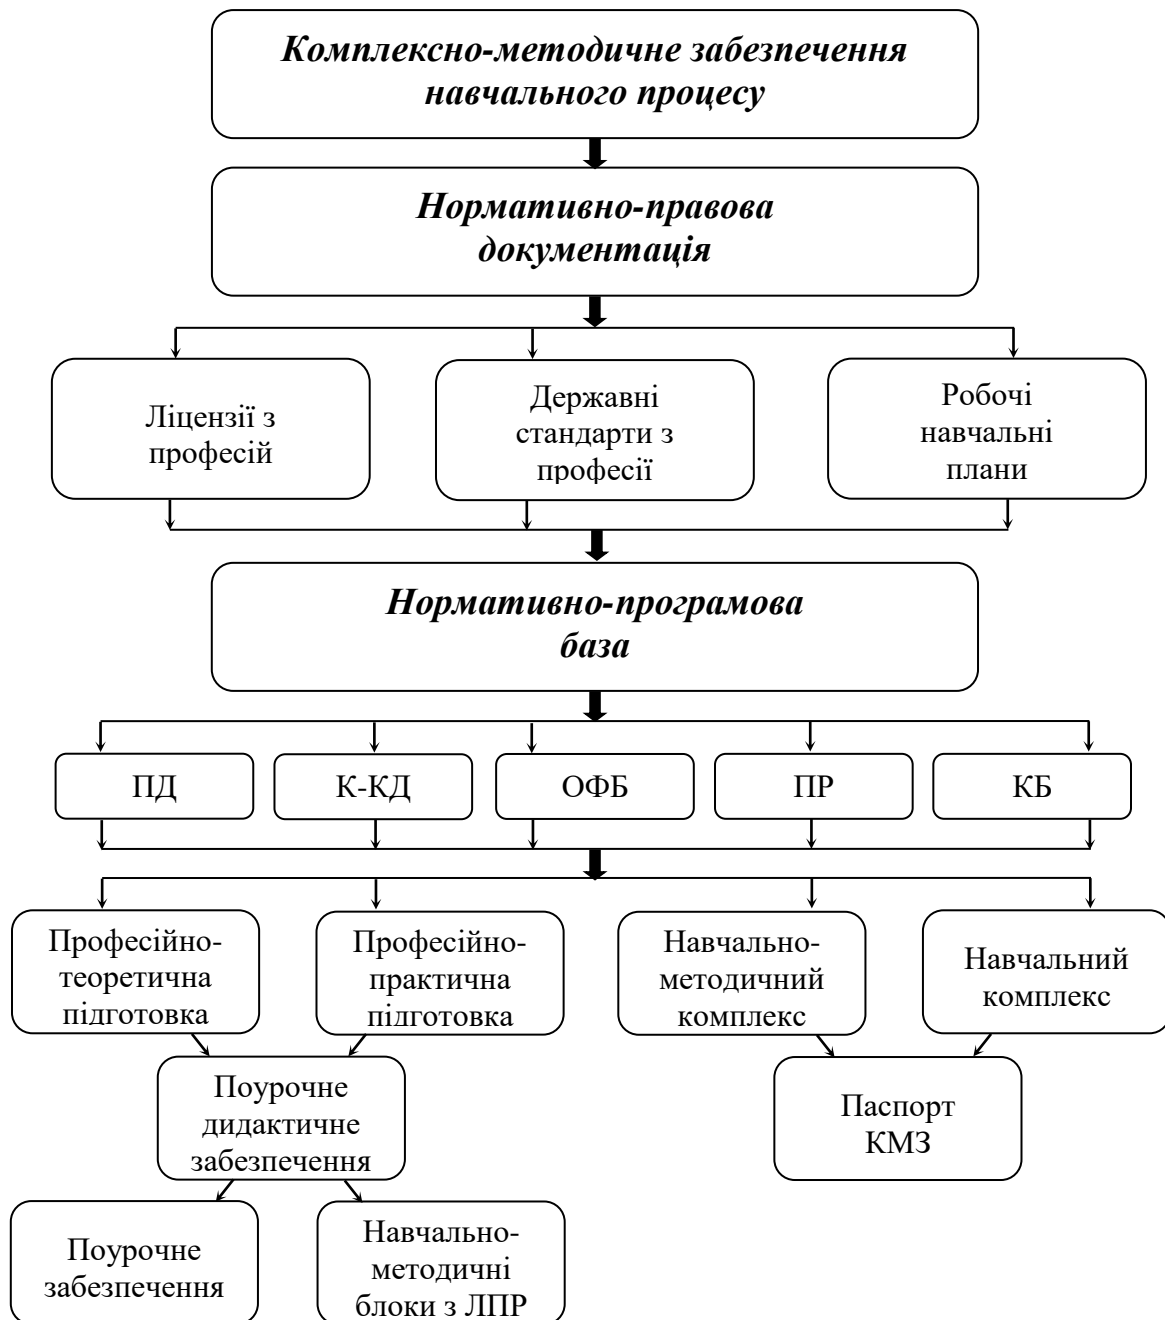 Комплексно-методичне забезпечення
навчального процесу
Нормативно-правова
документація
Ліцензії з
професій
Державні
стандарти з
професії
Робочі
навчальні
плани
Нормативно-програмова
база
ПД
К-КД
ОФБ
ПР
КБ
Професійно-
теоретична
підготовка
Професійно-
практична
підготовка
Навчально-
методичний
комплекс
Навчальний
комплекс
Поурочне
дидактичне
забезпечення
Паспорт
КМЗ
Поурочне
забезпечення
Навчально-
методичні
блоки з ЛПР